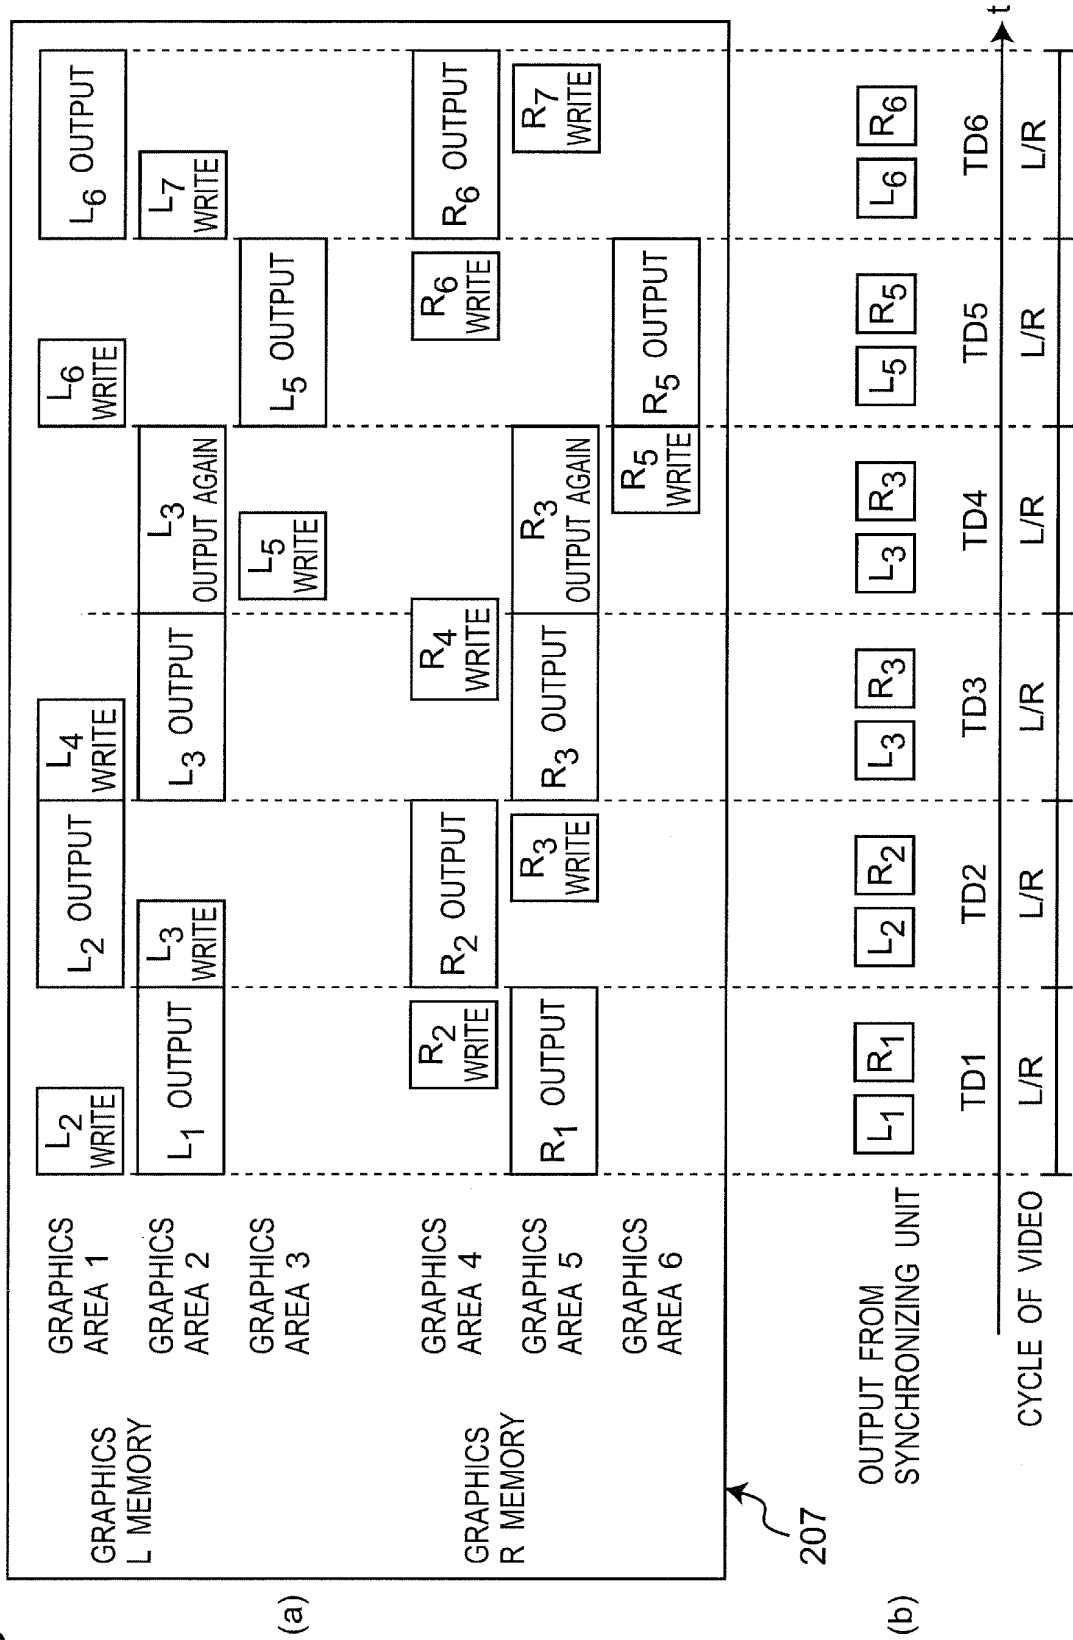 (a)
GRAPHICS
L MEMORY
GRAPHICS
AREA 1
L2
WRITE
L2 OUTPUT
L4
WRITE
L6
WRITE
L6 OUTPUT
GRAPHICS
AREA 2
L1 OUTPUT
L3
WRITE
L3 OUTPUT
L3
OUTPUT AGAIN
L7
WRITE
GRAPHICS
AREA 3
L5
WRITE
L5 OUTPUT
GRAPHICS
R MEMORY
GRAPHICS
AREA 4
R2
WRITE
R2 OUTPUT
R4
WRITE
R6
WRITE
R6 OUTPUT
GRAPHICS
AREA 5
R1 OUTPUT
R3
WRITE
R3 OUTPUT
R3
OUTPUT AGAIN
R7
WRITE
GRAPHICS
AREA 6
R5
WRITE
R5 OUTPUT
207
(b)
OUTPUT FROM
SYNCHRONIZING UNIT
L1 R1 L2 R2 L3 R3 L3 R3 L5 R5 L6 R6
TD1 TD2 TD3 TD4 TD5 TD6
t
CYCLE OF VIDEO L/R L/R L/R L/R L/R L/R